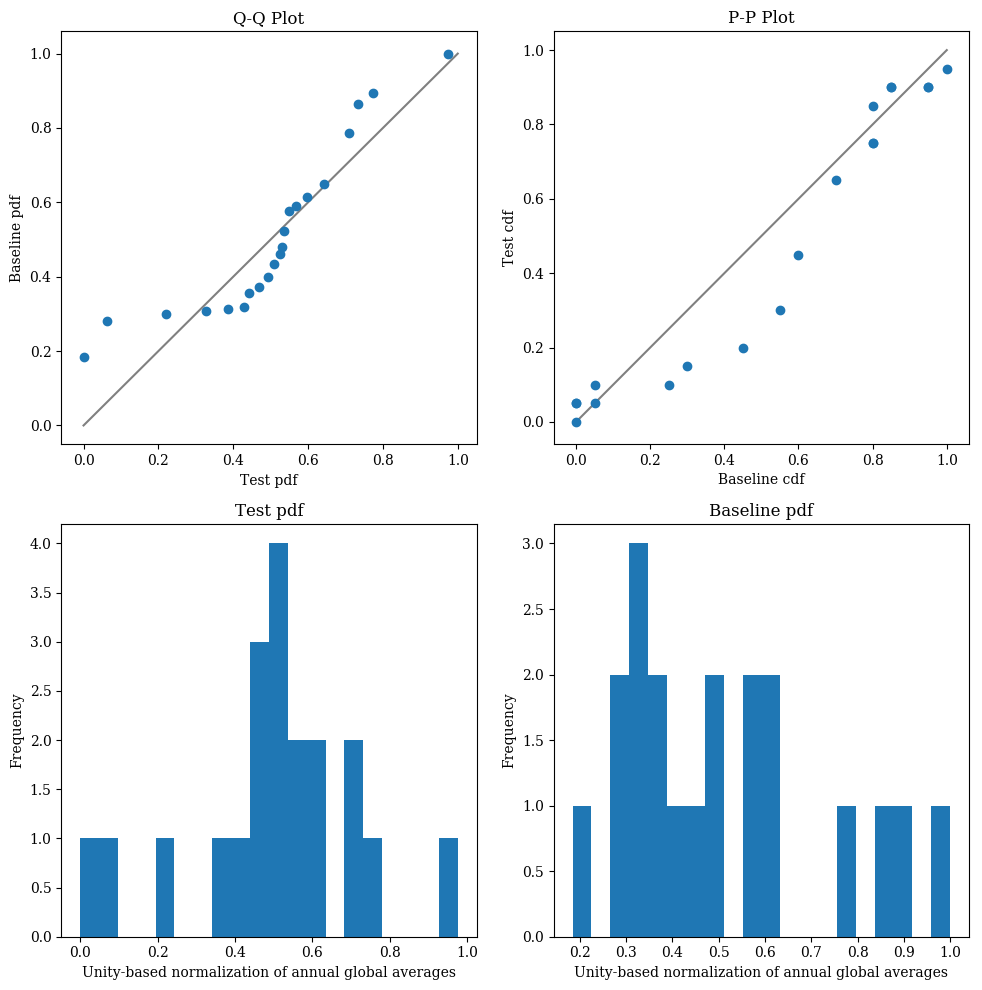 Q-Q Plot
1.0
0.8
0.6
0.4
0.2
0.0
Baseline pdf
0.0 0.2 0.4 0.6 0.8 1.0
Test pdf
P-P Plot
1.0
0.8
0.6
0.4
0.2
0.0
Test cdf
0.0 0.2 0.4 0.6 0.8 1.0
Baseline cdf
Test pdf
4.0
3.5
3.0
2.5
2.0
1.5
1.0
0.5
0.0
Frequency
0.0 0.2 0.4 0.6 0.8 1.0
Unity-based normalization of annual global averages
Baseline pdf
3.0
2.5
2.0
1.5
1.0
0.5
0.0
Frequency
0.2 0.3 0.4 0.5 0.6 0.7 0.8 0.9 1.0
Unity-based normalization of annual global averages